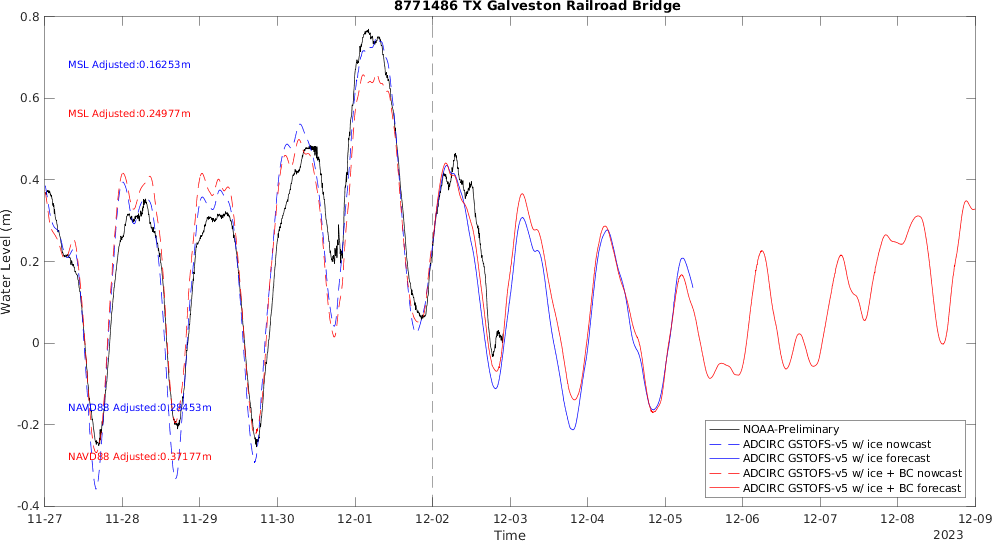 8771486 TX Galveston Railroad Bridge
Water Level (m)
0.8
0.6
0.4
0.2
0
-0.2
-0.4
MSL Adjusted:0.16253m
MSL Adjusted:0.24977m
NAVD88 Adjusted:0.28453m
NAVD88 Adjusted:0.37177m
NOAA-Preliminary
ADCIRC GSTOFS-v5 w/ ice nowcast
ADCIRC GSTOFS-v5 w/ ice forecast
ADCIRC GSTOFS-v5 w/ ice + BC nowcast
ADCIRC GSTOFS-v5 w/ ice + BC forecast
11-27 11-28 11-29 11-30 12-01 12-02 12-03 12-04 12-05 12-06 12-07 12-08 12-09
Time
2023